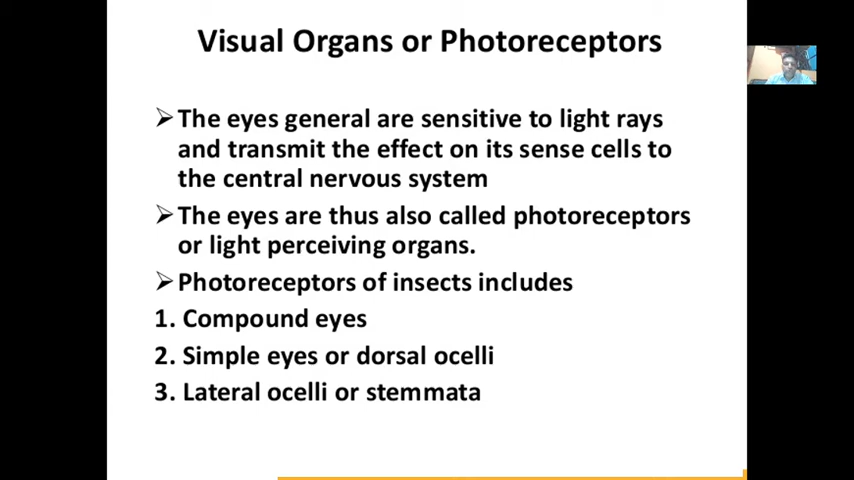 Visual Organs or Photoreceptors
➢The eyes general are sensitive to light rays
and transmit the effect on its sense cells to
the central nervous system
➢The eyes are thus also called photoreceptors
or light perceiving organs.
➢Photoreceptors of insects includes
1. Compound eyes
2. Simple eyes or dorsal ocelli
3. Lateral ocelli or stemmata